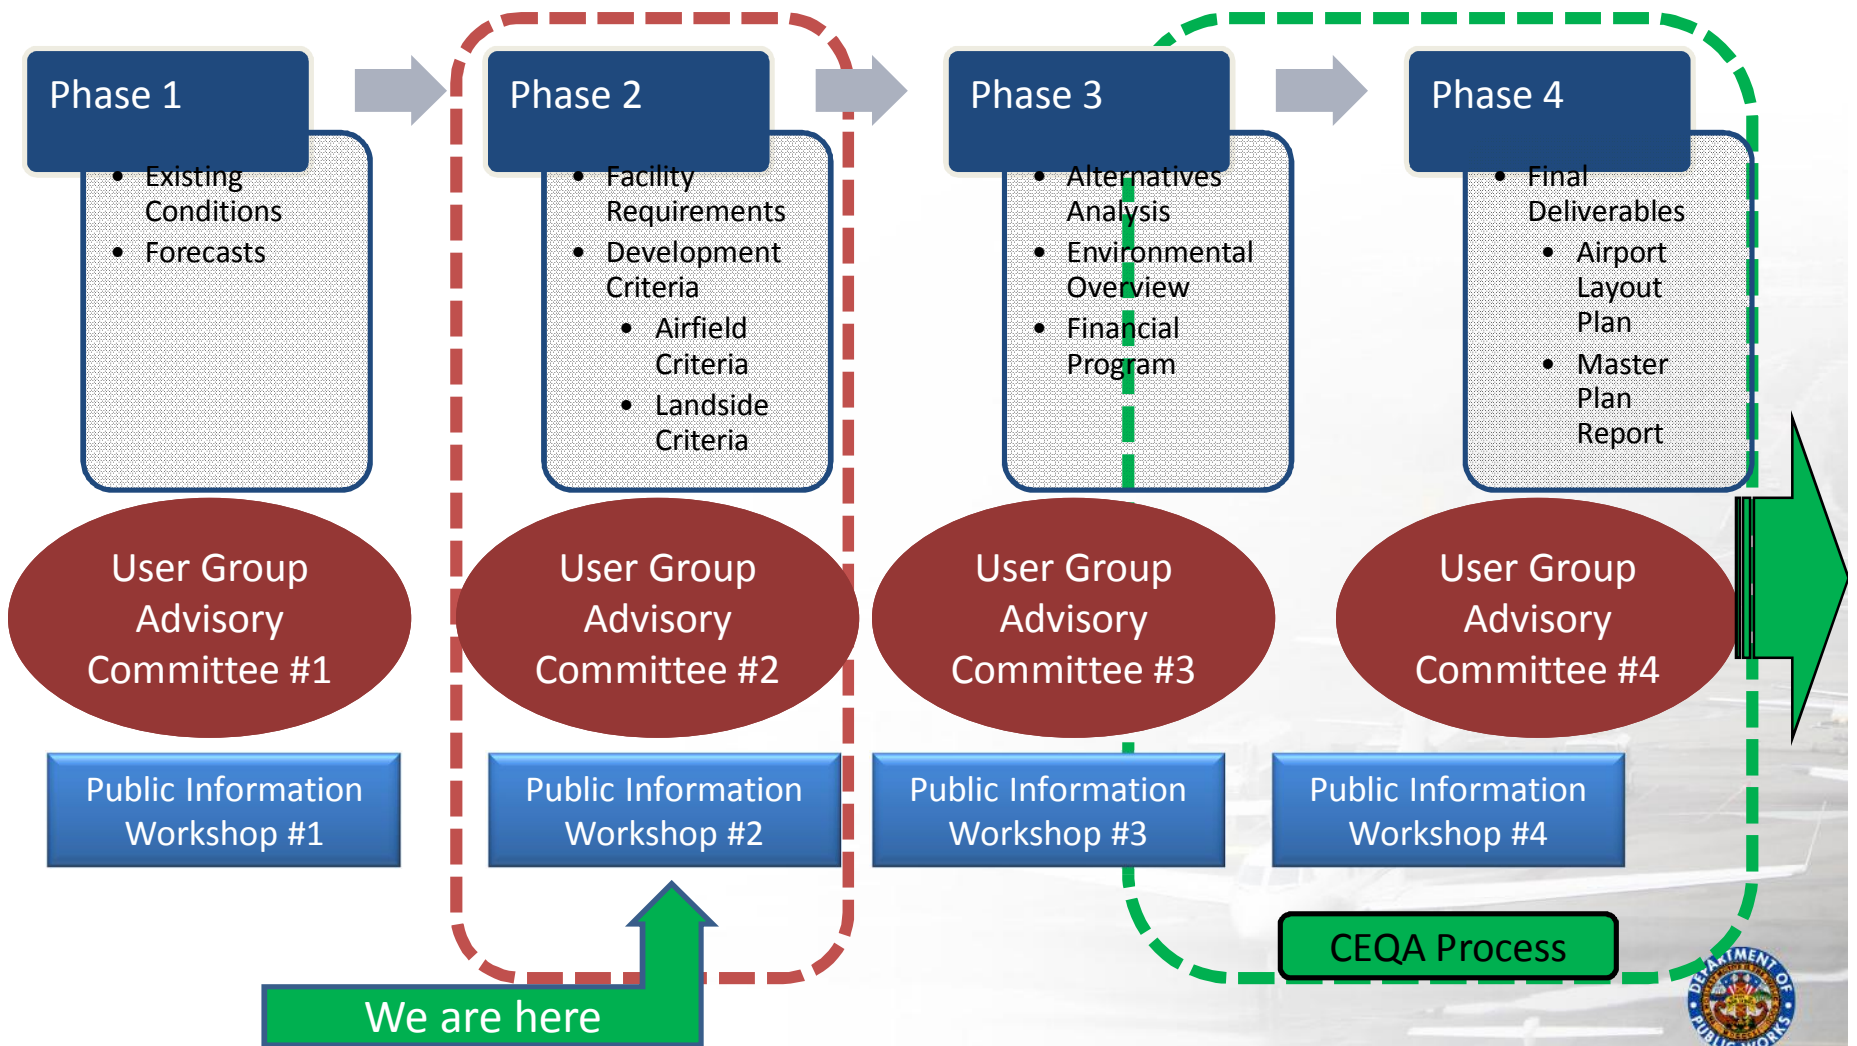 Phase 1
• Existing
Conditions
• Forecasts
Phase 2
• Facility
Requirements
• Development
Criteria
• Airfield
Criteria
• Landside
Criteria
Phase 3
• Alternatives
Analysis
• Environmental
Overview
• Financial
Program
Phase 4
• Final
Deliverables
• Airport
Layout
Plan
• Master
Plan
Report
User Group
Advisory
Committee #1
User Group
Advisory
Committee #2
User Group
Advisory
Committee #3
User Group
Advisory
Committee #4
Public Information
Workshop #1
Public Information
Workshop #2
Public Information
Workshop #3
Public Information
Workshop #4
CEQA Process
We are here
DEPARTMENT OF
PUBLIC WORKS